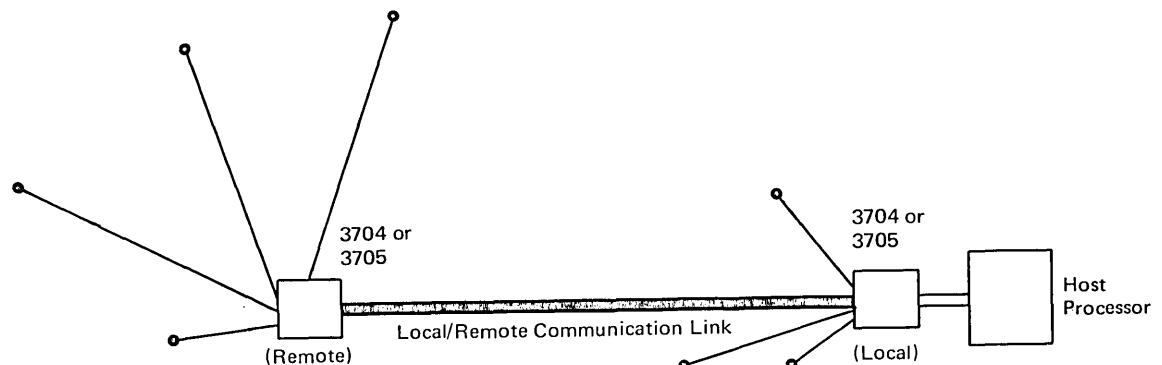 3704 or
3705
3704 or
3705
Host
Processor
Local/Remote Communication Link
(Remote)
(Local)